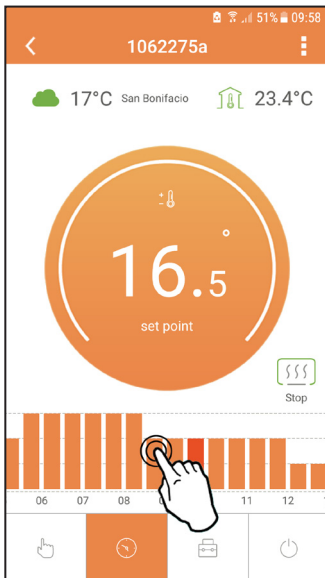 51% 09:58
1062275a
17°C San Bonifacio 23.4°C
16.5°
set point
Stop
06 07 08 11 12